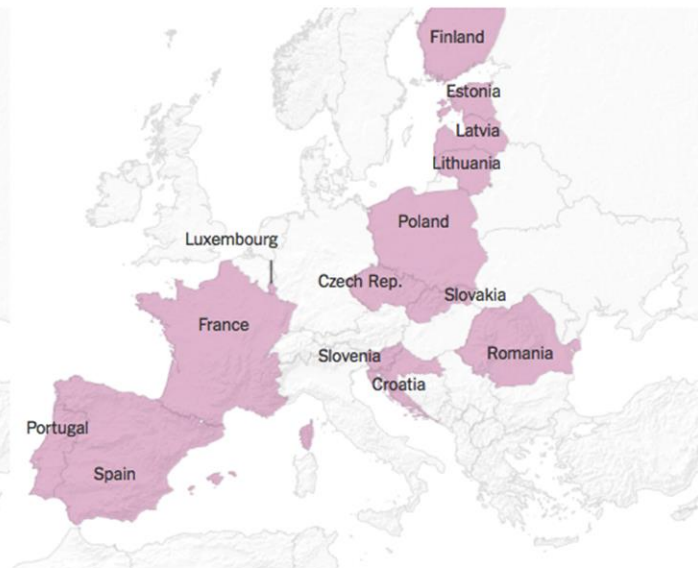 Finland
Estonia
Latvia
Lithuania
Poland
Luxembourg
Czech Rep.
Slovakia
France
Slovenia
Romania
Croatia
Portugal
Spain